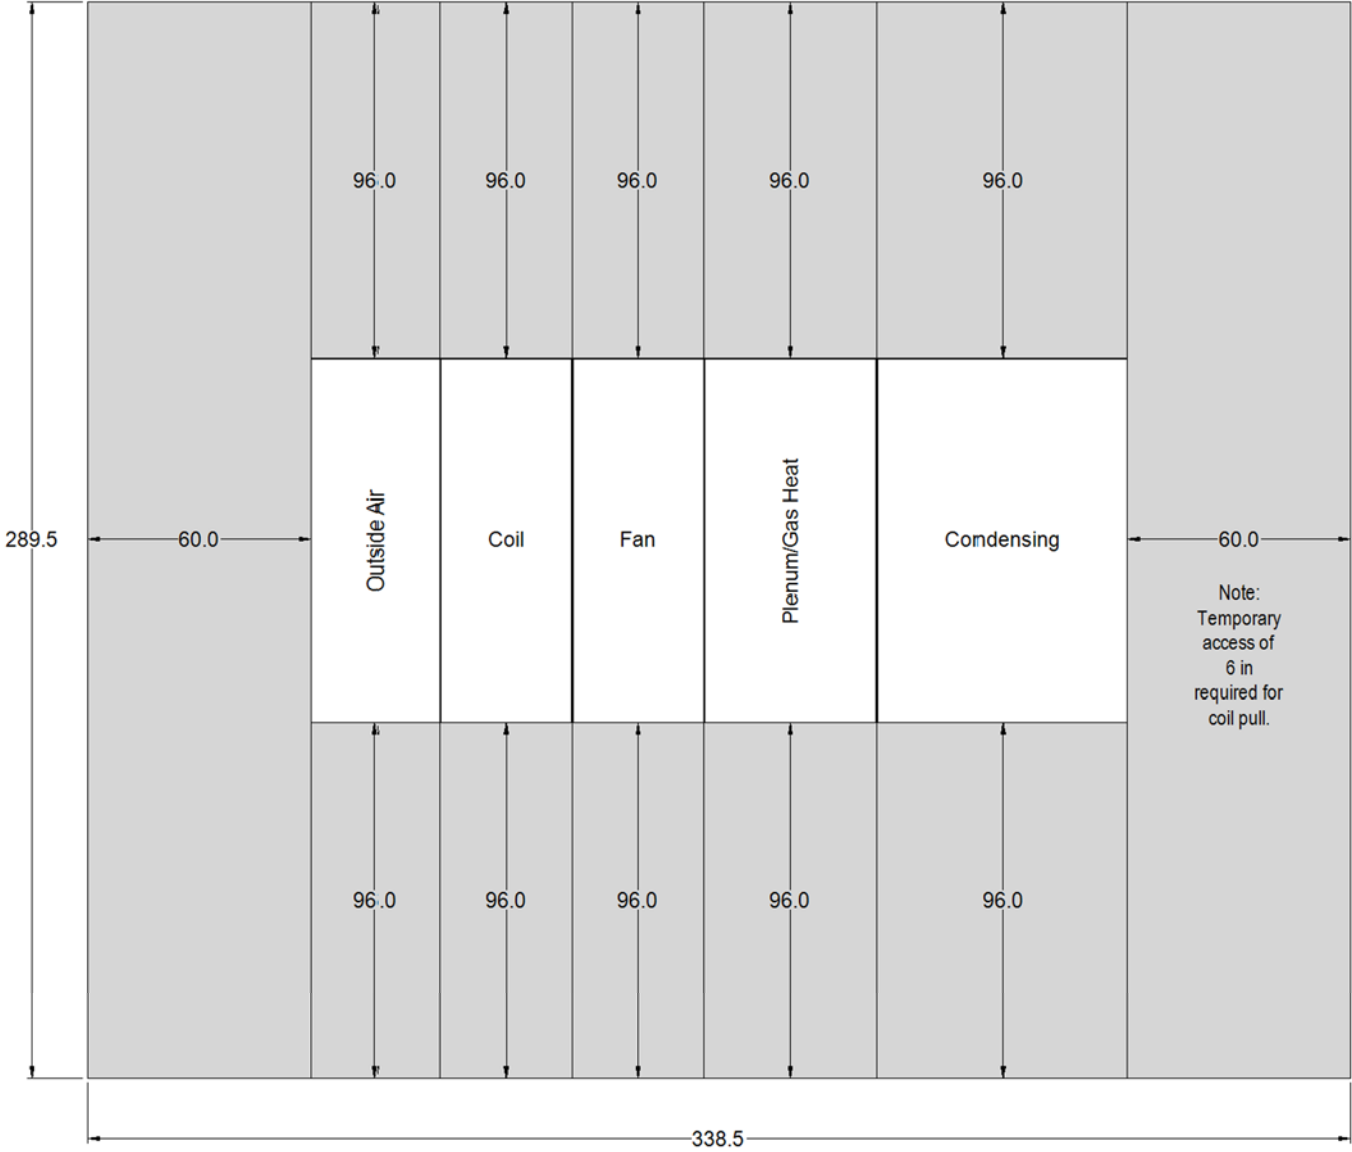 96.0 96.0 96.0 96.0 96.0
Outside Air
Coil
Fan
Plenum/Gas Heat
Condensing
289.5
60.0
60.0
Note:
Temporary
access of
6 in
required for
coil pull.
96.0 96.0 96.0 96.0 96.0
338.5